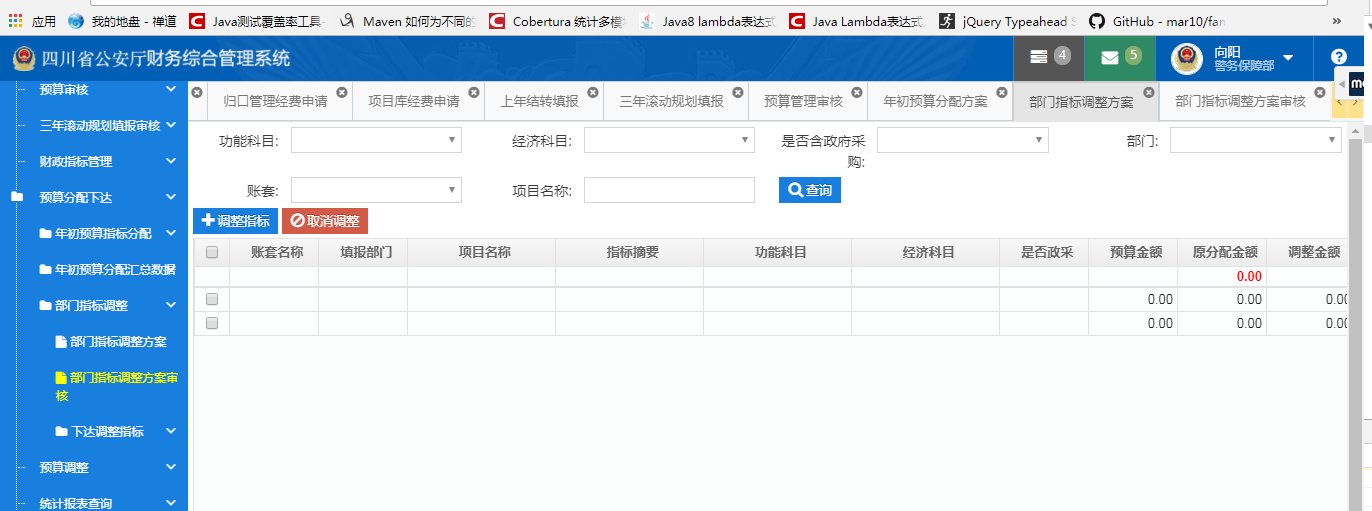 应用 我的地盘 - 禅道 Java测试覆盖率工具- Maven 如何为不同的 Cobertura 统计多模 Java8 lambda表达式 Java Lambda表达式 jQuery Typeahead GitHub - mar10/fan »
四川省公安厅财务综合管理系统 4 5 向阳
警务保障部
预算审核
三年滚动规划填报审核
财政指标管理
预算分配下达
年初预算指标分配
年初预算分配汇总数据
部门指标调整
部门指标调整方案
部门指标调整方案审
核
下达调整指标
预算调整
统计报表查询
归口管理经费申请 项目库经费申请 上年结转填报 三年滚动规划填报 预算管理审核 年初预算分配方案 部门指标调整方案 部门指标调整方案审核
功能科目: 经济科目: 是否含政府采
购: 部门:
账套: 项目名称: 查询
调整指标 取消调整
账套名称 填报部门 项目名称 指标摘要 功能科目 经济科目 是否政采 预算金额 原分配金额 调整金额
0.00
0.00 0.00 0.00
0.00 0.00 0.00